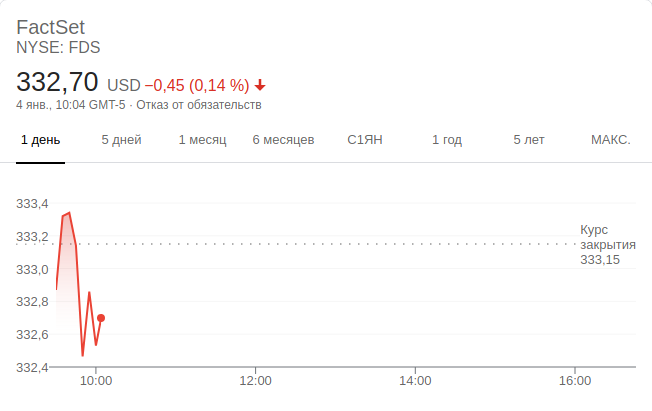 FactSet
NYSE: FDS
332,70 USD −0,45 (0,14 %)
4 янв., 10:04 GMT-5 · Отказ от обязательств
1 день 5 дней 1 месяц 6 месяцев С1ЯН 1 год 5 лет МАКС.
333,4
333,2
333,0
332,8
332,6
332,4
Курс
закрытия
333,15
10:00 12:00 14:00 16:00